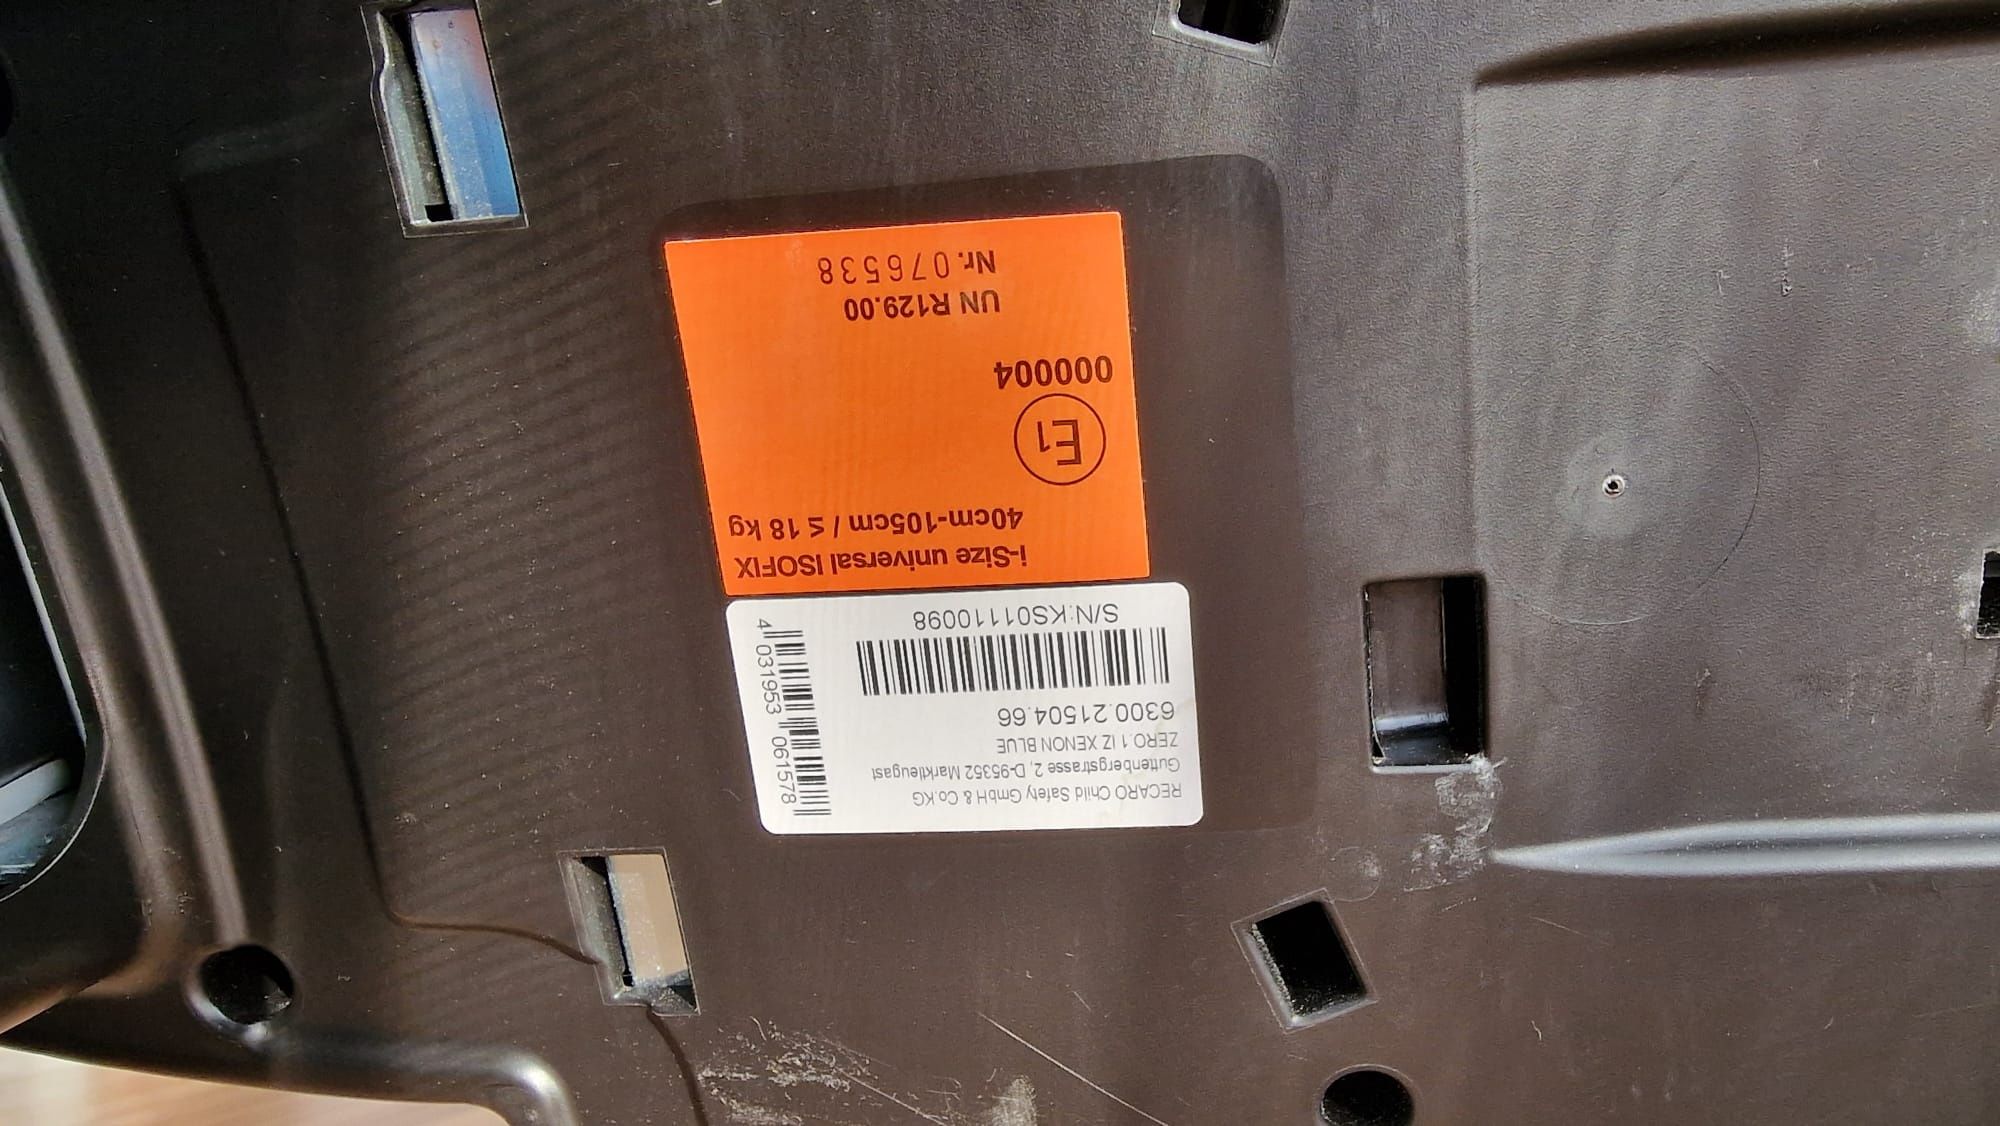 i-Size universal ISOFIX
40cm-105cm / ≤ 18 kg
E1
000004
UN R129.00
Nr. 076538
RECARO Child Safety GmbH & Co.KG
Guttenbergstrasse 2, D-95352 Marktleugast
ZERO.1 IZ XENON BLUE
6300.21504.66
S/N:KS01110098
4 031953 061578